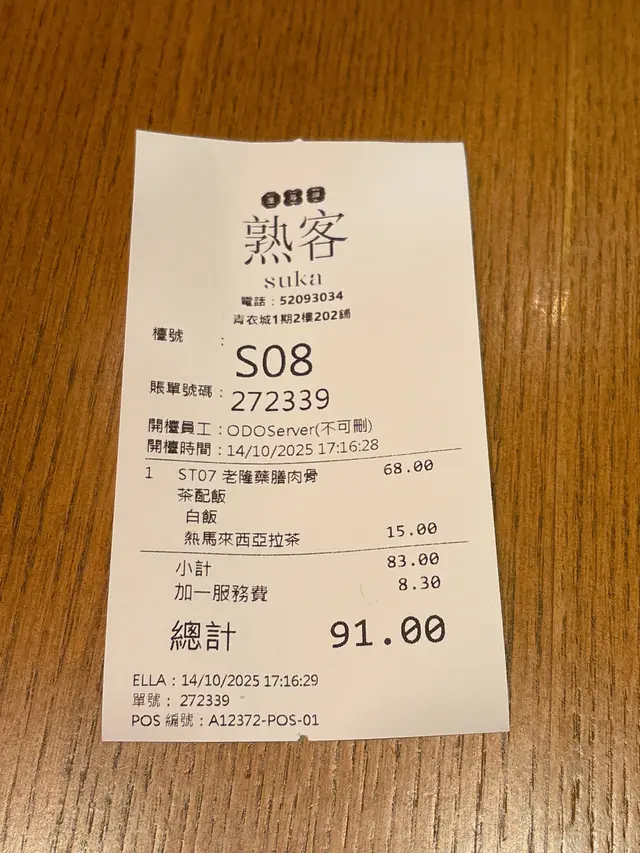 熟客
suka
電話：52093034
青衣城1期2樓202舖
檯號 ：
S08
賬單號碼：272339
開檯員工：ODOServer(不可刪)
開檯時間：14/10/2025 17:16:28
1 ST07 老隆藥膳肉骨 68.00
茶配飯
白飯
熱馬來西亞拉茶 15.00
小計 83.00
加一服務費 8.30
總計 91.00
ELLA：14/10/2025 17:16:29
單號：272339
POS 編號：A12372-POS-01